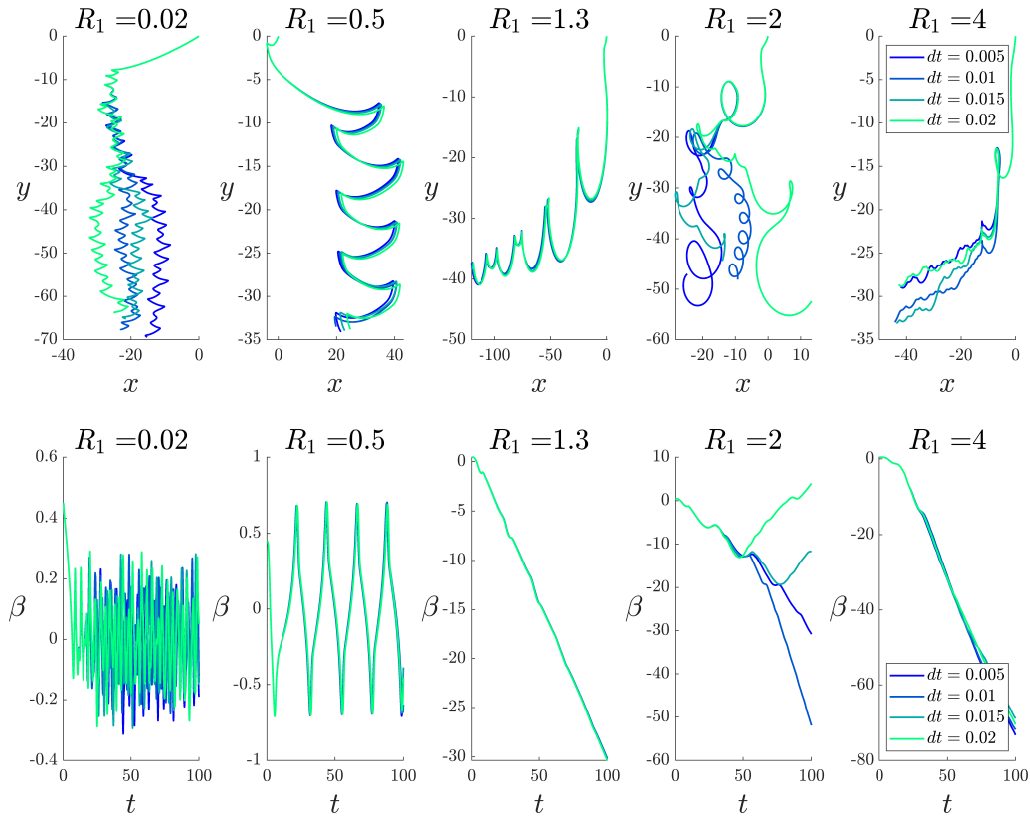 R₁ =0.02
R₁ =0.5
R₁ =1.3
R₁ =2
R₁ =4
0
-10
-20
-30
-40
-50
-60
-70
y
-40
-20
0
x
0
-5
-10
-15
-20
-25
-30
-35
y
0
20
40
x
0
-10
-20
-30
-40
-50
y
-100
-50
0
x
0
-10
-20
-30
-40
-50
-60
y
-20
-10
0
10
x
0
-5
-10
-15
-20
-25
-30
-35
y
-40
-20
0
x
dt = 0.005
dt = 0.01
dt = 0.015
dt = 0.02
R₁ =0.02
R₁ =0.5
R₁ =1.3
R₁ =2
R₁ =4
0.6
0.4
0.2
0
-0.2
-0.4
β
0
50
100
t
1
0.5
0
-0.5
-1
β
0
50
100
t
0
-5
-10
-15
-20
-25
-30
β
0
50
100
t
10
0
-10
-20
-30
-40
-50
-60
β
0
50
100
t
0
-20
-40
-60
-80
β
0
50
100
t
dt = 0.005
dt = 0.01
dt = 0.015
dt = 0.02